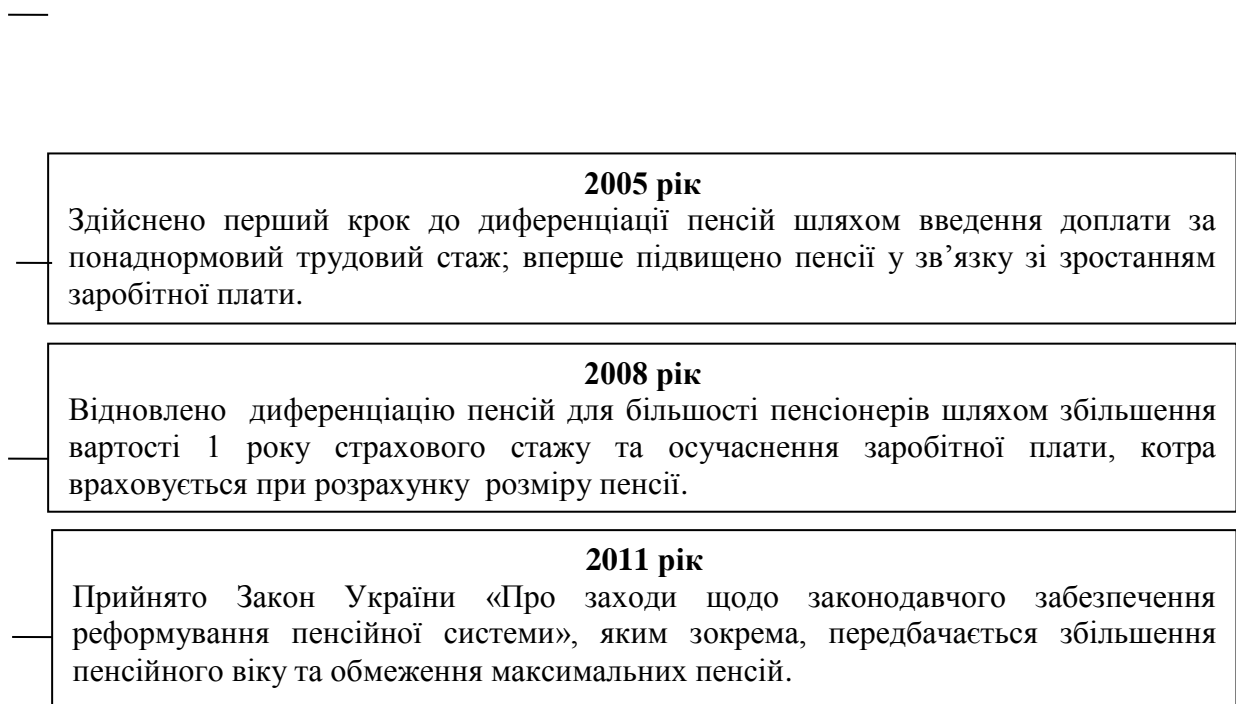 2005 рік
Здійснено перший крок до диференціації пенсій шляхом введення доплати за
понаднормовий трудовий стаж; вперше підвищено пенсії у зв’язку зі зростанням
заробітної плати.
2008 рік
Відновлено диференціацію пенсій для більшості пенсіонерів шляхом збільшення
вартості 1 року страхового стажу та осучаснення заробітної плати, котра
враховується при розрахунку розміру пенсії.
2011 рік
Прийнято Закон України «Про заходи щодо законодавчого забезпечення
реформування пенсійної системи», яким зокрема, передбачається збільшення
пенсійного віку та обмеження максимальних пенсій.